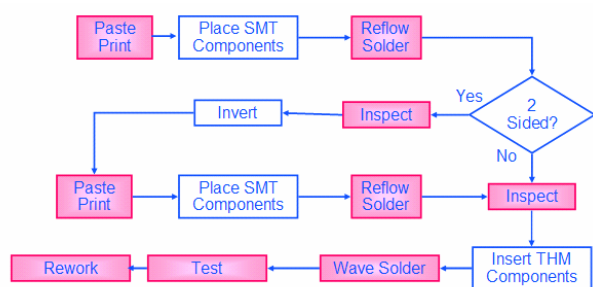 Paste
Print
Place SMT
Components
Reflow
Solder
2
Sided?
Yes
No
Inspect
Invert
Paste
Print
Place SMT
Components
Reflow
Solder
Inspect
Insert THM
Components
Wave Solder
Test
Rework